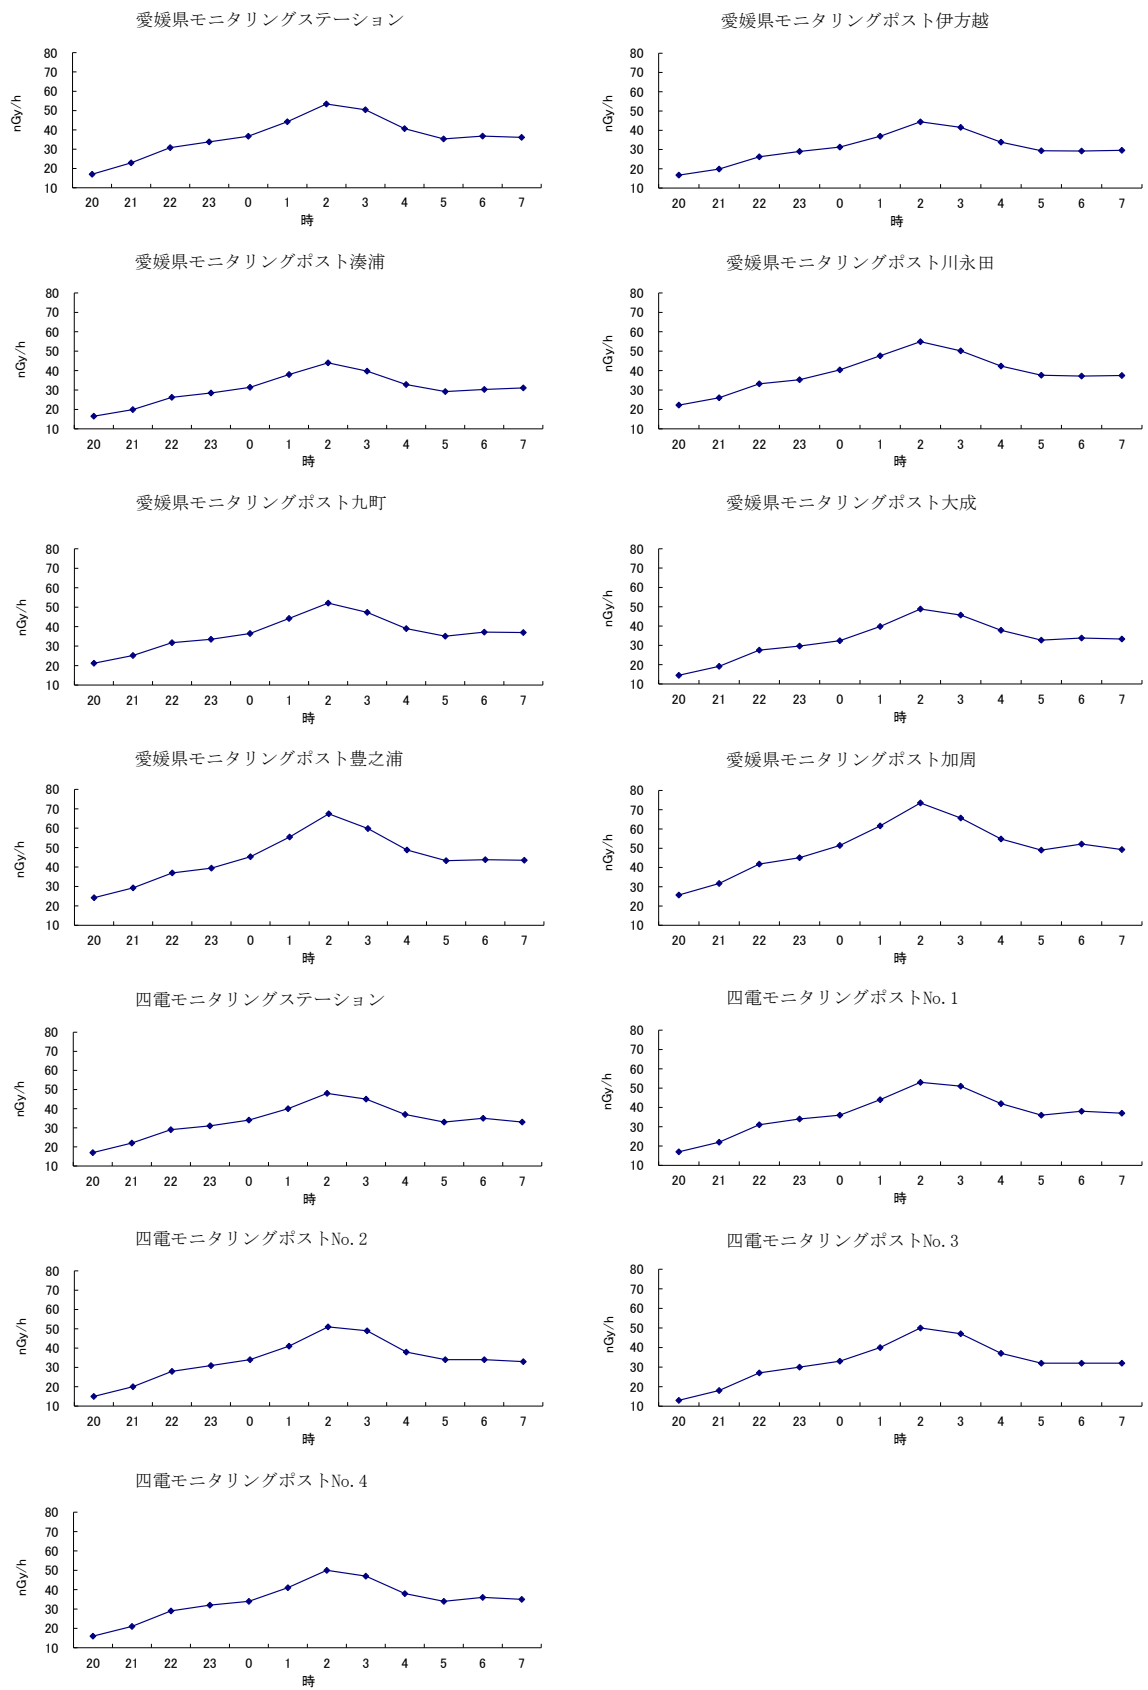 愛媛県モニタリングステーション
80
70
60
50
40
30
20
10
nGy/h
20 21 22 23 0 1 2 3 4 5 6 7
時
愛媛県モニタリングポスト伊方越
80
70
60
50
40
30
20
10
nGy/h
20 21 22 23 0 1 2 3 4 5 6 7
時
愛媛県モニタリングポスト湊浦
80
70
60
50
40
30
20
10
nGy/h
20 21 22 23 0 1 2 3 4 5 6 7
時
愛媛県モニタリングポスト川永田
80
70
60
50
40
30
20
10
nGy/h
20 21 22 23 0 1 2 3 4 5 6 7
時
愛媛県モニタリングポスト九町
80
70
60
50
40
30
20
10
nGy/h
20 21 22 23 0 1 2 3 4 5 6 7
時
愛媛県モニタリングポスト大成
80
70
60
50
40
30
20
10
nGy/h
20 21 22 23 0 1 2 3 4 5 6 7
時
愛媛県モニタリングポスト豊之浦
80
70
60
50
40
30
20
10
nGy/h
20 21 22 23 0 1 2 3 4 5 6 7
時
愛媛県モニタリングポスト加周
80
70
60
50
40
30
20
10
nGy/h
20 21 22 23 0 1 2 3 4 5 6 7
時
四電モニタリングステーション
80
70
60
50
40
30
20
10
nGy/h
20 21 22 23 0 1 2 3 4 5 6 7
時
四電モニタリングポストNo.1
80
70
60
50
40
30
20
10
nGy/h
20 21 22 23 0 1 2 3 4 5 6 7
時
四電モニタリングポストNo.2
80
70
60
50
40
30
20
10
nGy/h
20 21 22 23 0 1 2 3 4 5 6 7
時
四電モニタリングポストNo.3
80
70
60
50
40
30
20
10
nGy/h
20 21 22 23 0 1 2 3 4 5 6 7
時
四電モニタリングポストNo.4
80
70
60
50
40
30
20
10
nGy/h
20 21 22 23 0 1 2 3 4 5 6 7
時